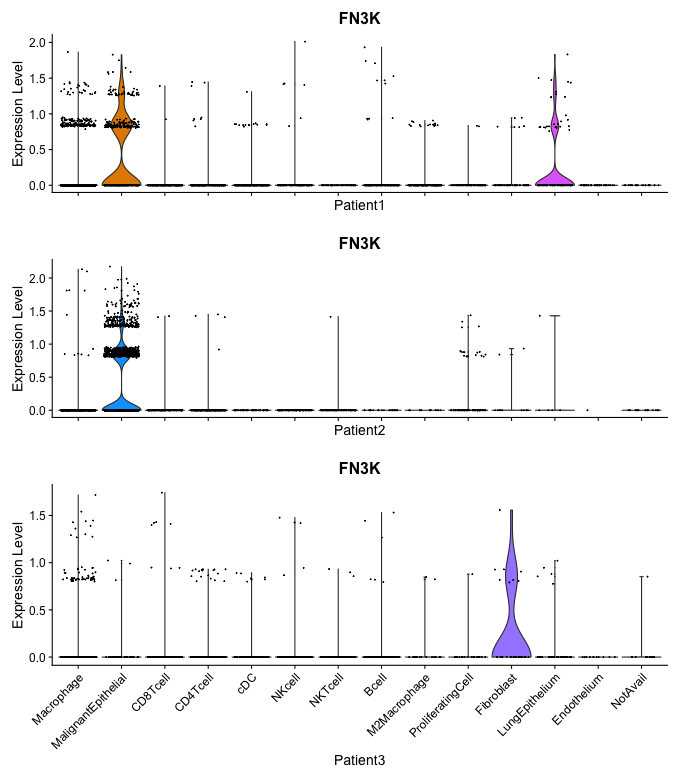 FN3K
Expression Level
2.0
1.5
1.0
0.5
0.0
Patient1
FN3K
Expression Level
2.0
1.5
1.0
0.5
0.0
Patient2
FN3K
Expression Level
1.5
1.0
0.5
0.0
Macrophage
MalignantEpithelial
CD8Tcell
CD4Tcell
cDC
NKcell
NKTcell
Bcell
M2Macrophage
ProliferatingCell
Fibroblast
LungEpithelium
Endothelium
NotAvail
Patient3